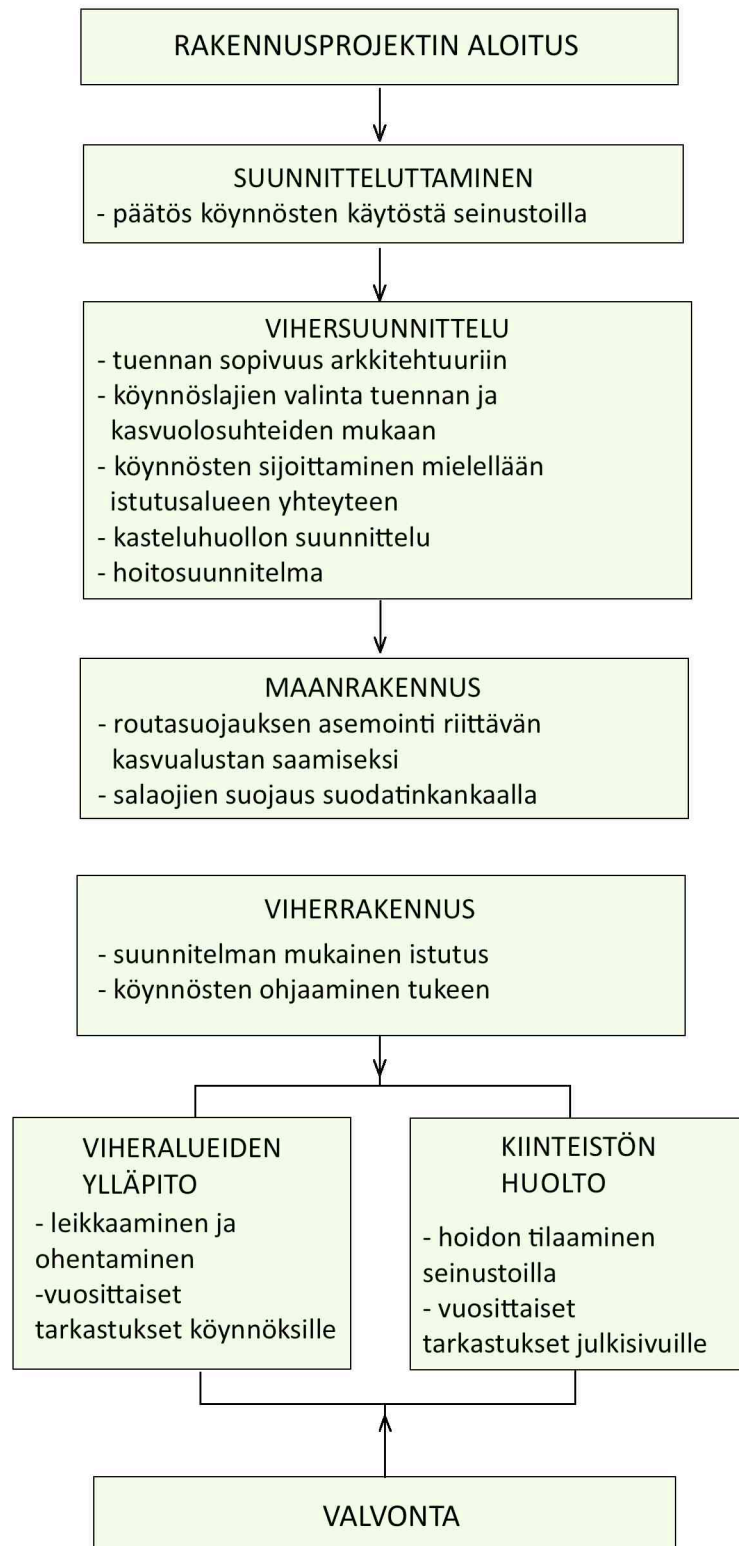 RAKENNUSPROJEKTIN ALOITUS
SUUNNITTELUTTAMINEN
- päätös köynnösten käytöstä seinustoilla
VIHERSUUNNITTELU
- tuennan sopivuus arkkitehtuuriin
- köynnöslajien valinta tuennan ja
kasvuolosuhteiden mukaan
- köynnösten sijoittaminen mielellään
istutusalueen yhteyteen
- kasteluhuollon suunnittelu
- hoitosuunnitelma
MAANRAKENNUS
- routasuojauksen asemointi riittävän
kasvualustan saamiseksi
- salaojien suojaus suodatinkankaalla
VIHERRAKENNUS
- suunnitelman mukainen istutus
- köynnösten ohjaaminen tukeen
VIHERALUEIDEN
YLLÄPITO
- leikkaaminen ja
ohentaminen
-vuosittaiset
tarkastukset köynnöksille
KIINTEISTÖN
HUOLTO
- hoidon tilaaminen
seinustoilla
- vuosittaiset
tarkastukset julkisivuille
VALVONTA